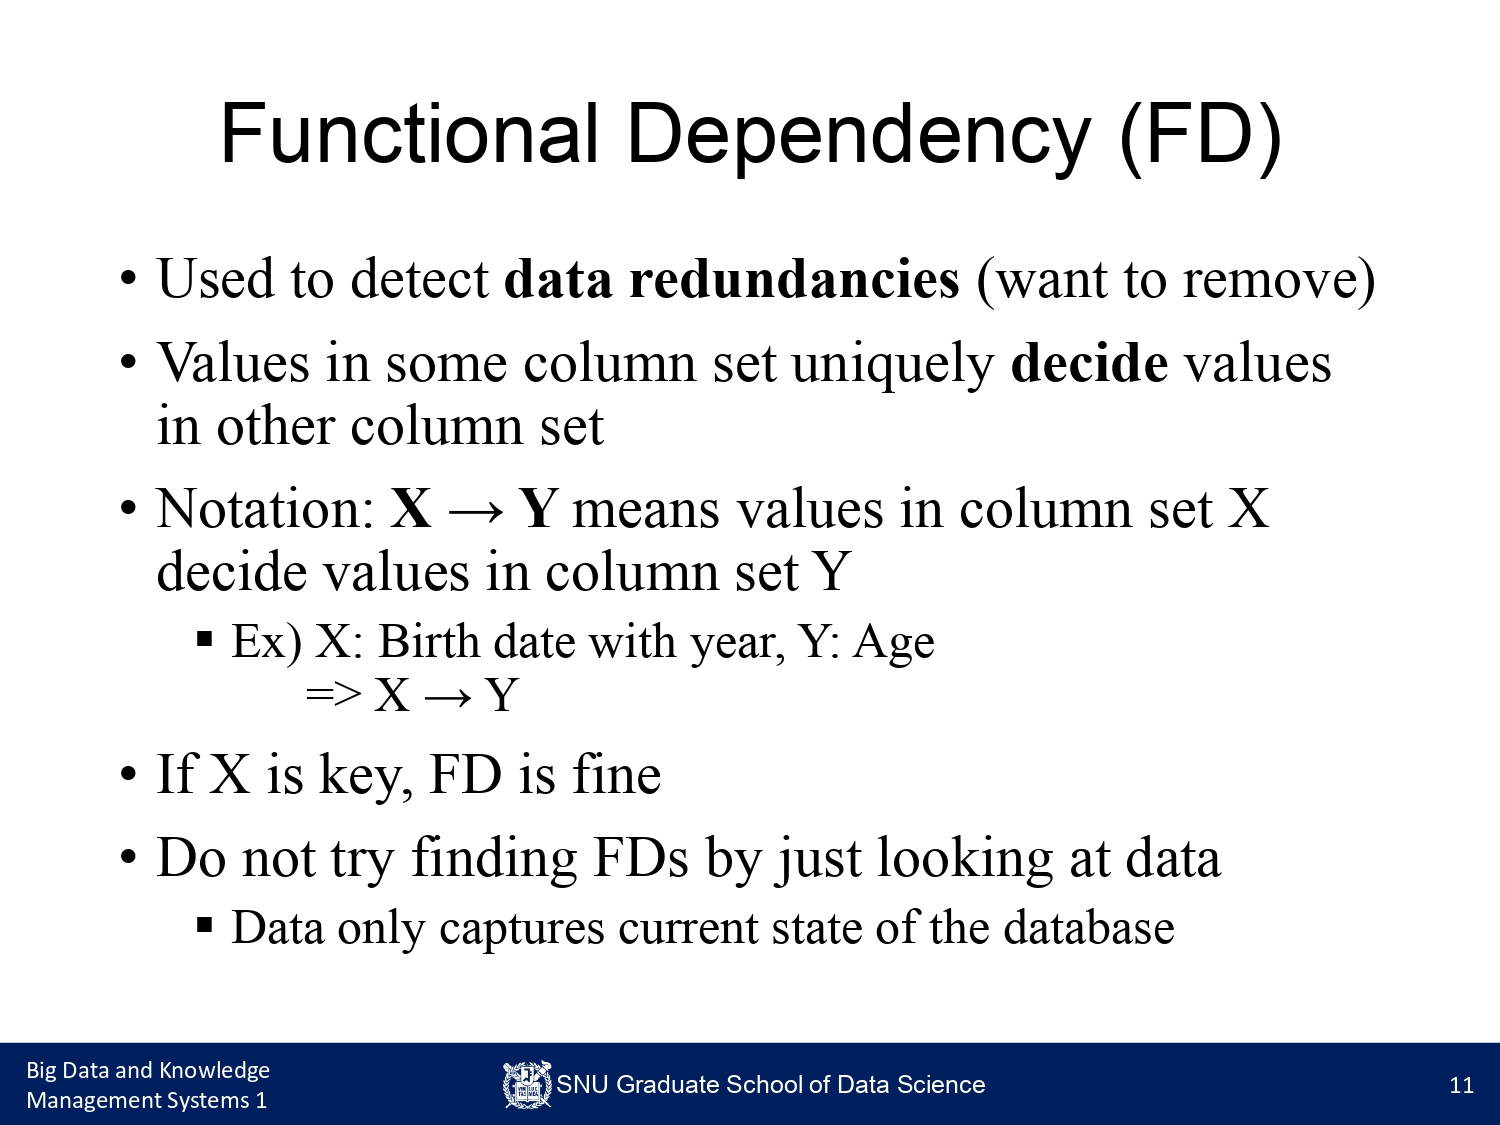 Functional Dependency (FD)
• Used to detect data redundancies (want to remove)
• Values in some column set uniquely decide values
in other column set
• Notation: X → Y means values in column set X
decide values in column set Y
▪ Ex) X: Birth date with year, Y: Age
=> X → Y
• If X is key, FD is fine
• Do not try finding FDs by just looking at data
▪ Data only captures current state of the database
Big Data and Knowledge
Management Systems 1
SNU Graduate School of Data Science
11